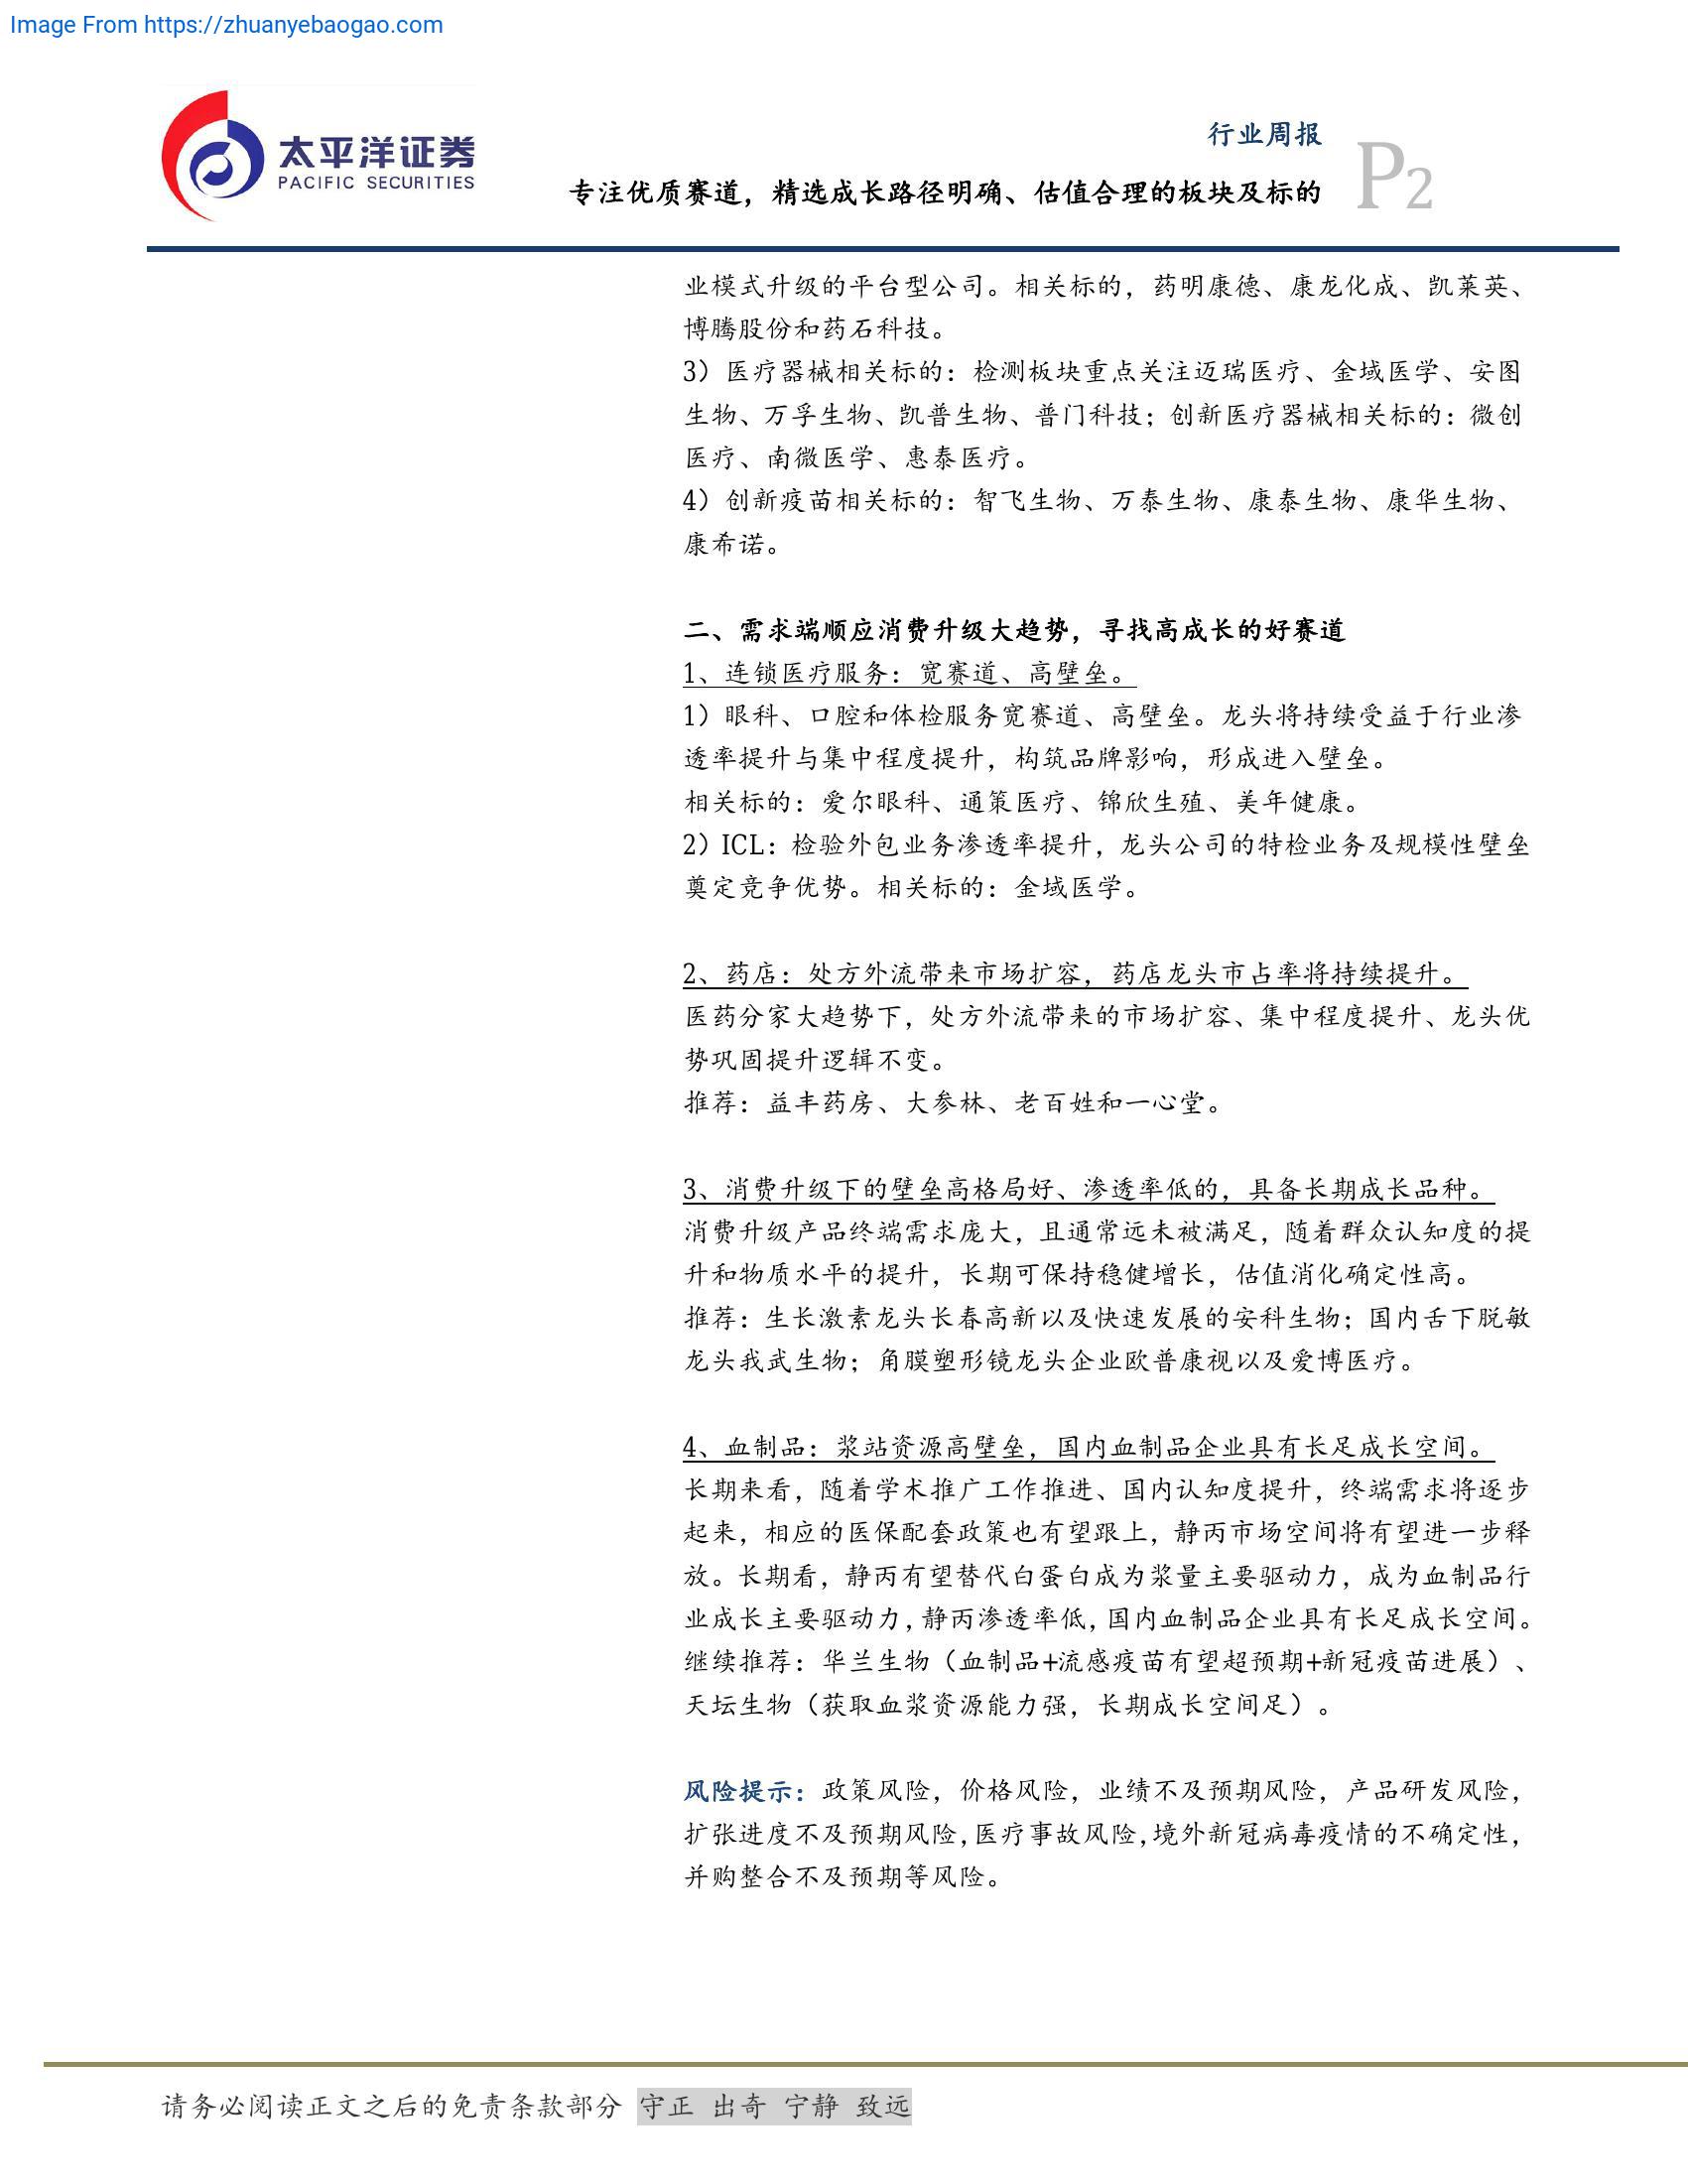 Image From https://zhuanyebaogao.com
太平洋证券
PACIFIC SECURITIES
行业周报
专注优质赛道，精选成长路径明确、估值合理的板块及标的
P2
业模式升级的平台型公司。相关标的，药明康德、康龙化成、凯莱英、
博腾股份和药石科技。
3）医疗器械相关标的：检测板块重点关注迈瑞医疗、金域医学、安图
生物、万孚生物、凯普生物、普门科技；创新医疗器械相关标的：微创
医疗、南微医学、惠泰医疗。
4）创新疫苗相关标的：智飞生物、万泰生物、康泰生物、康华生物、
康希诺。
二、需求端顺应消费升级大趋势，寻找高成长的好赛道
1、连锁医疗服务：宽赛道、高壁垒。
1）眼科、口腔和体检服务宽赛道、高壁垒。龙头将持续受益于行业渗
透率提升与集中程度提升，构筑品牌影响，形成进入壁垒。
相关标的：爱尔眼科、通策医疗、锦欣生殖、美年健康。
2）ICL：检验外包业务渗透率提升，龙头公司的特检业务及规模性壁垒
奠定竞争优势。相关标的：金域医学。
2、药店：处方外流带来市场扩容，药店龙头市占率将持续提升。
医药分家大趋势下，处方外流带来的市场扩容、集中程度提升、龙头优
势巩固提升逻辑不变。
推荐：益丰药房、大参林、老百姓和一心堂。
3、消费升级下的壁垒高格局好、渗透率低的，具备长期成长品种。
消费升级产品终端需求庞大，且通常远未被满足，随着群众认知度的提
升和物质水平的提升，长期可保持稳健增长，估值消化确定性高。
推荐：生长激素龙头长春高新以及快速发展的安科生物；国内舌下脱敏
龙头我武生物；角膜塑形镜龙头企业欧普康视以及爱博医疗。
4、血制品：浆站资源高壁垒，国内血制品企业具有长足成长空间。
长期来看，随着学术推广工作推进、国内认知度提升，终端需求将逐步
起来，相应的医保配套政策也有望跟上，静丙市场空间将有望进一步释
放。长期看，静丙有望替代白蛋白成为浆量主要驱动力，成为血制品行
业成长主要驱动力，静丙渗透率低，国内血制品企业具有长足成长空间。
继续推荐：华兰生物（血制品+流感疫苗有望超预期+新冠疫苗进展）、
天坛生物（获取血浆资源能力强，长期成长空间足）。
风险提示：政策风险，价格风险，业绩不及预期风险，产品研发风险，
扩张进度不及预期风险，医疗事故风险，境外新冠病毒疫情的不确定性，
并购整合不及预期等风险。
请务必阅读正文之后的免责条款部分 守正 出奇 宁静 致远